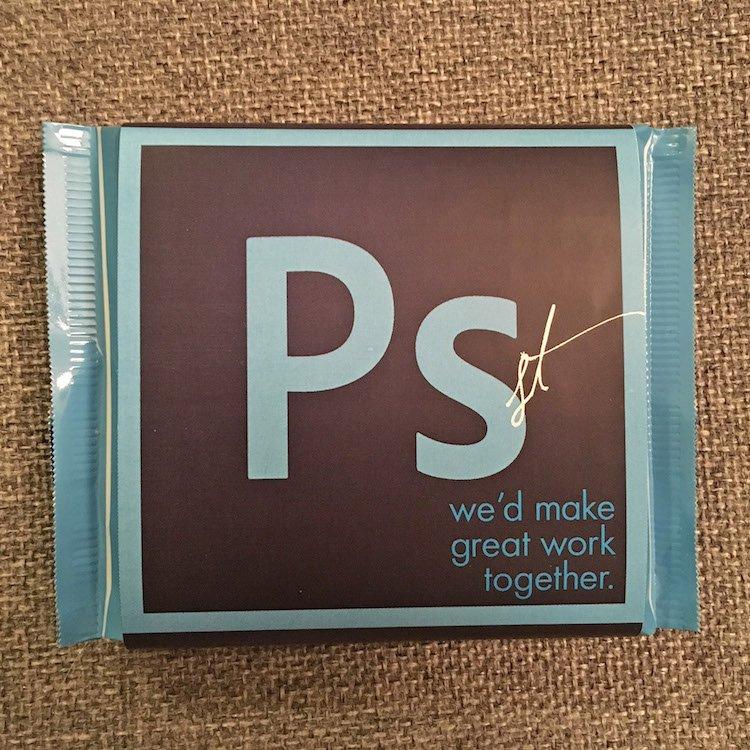 Psst
we'd make
great work
together.